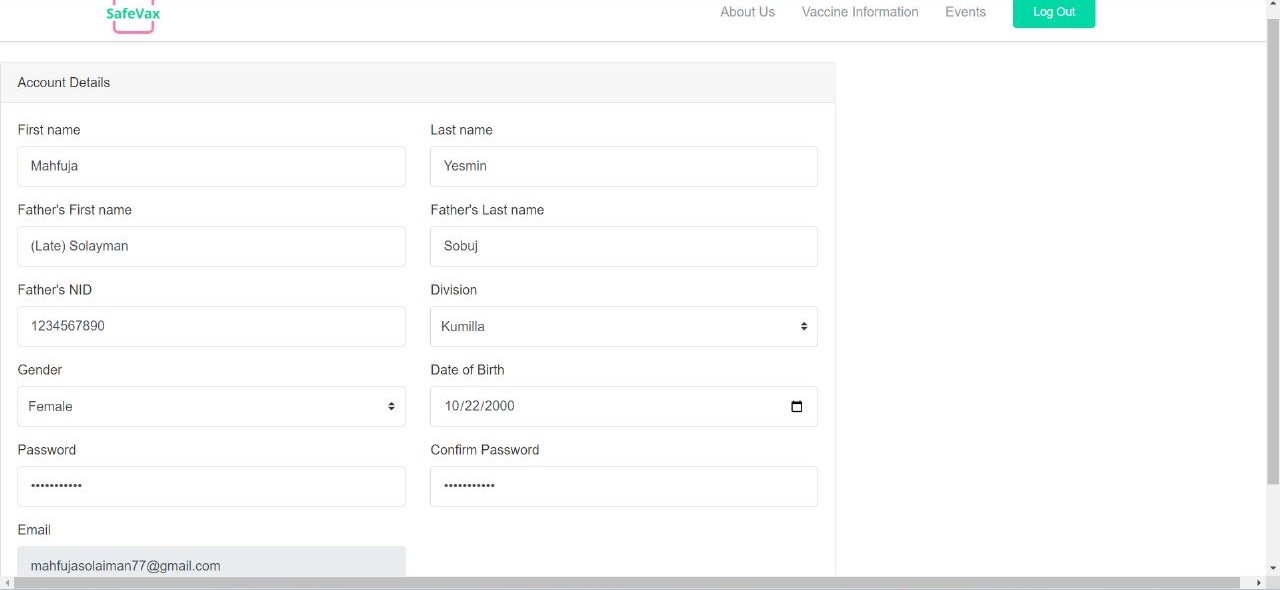 SafeVax
About Us Vaccine Information Events Log Out
Account Details
First name Last name
Mahfuja Yesmin
Father's First name Father's Last name
(Late) Solayman Sobuj
Father's NID Division
1234567890 Kumilla
Gender Date of Birth
Female 10/22/2000
Password Confirm Password
••••••••••• •••••••••••
Email
mahfujasolaiman77@gmail.com